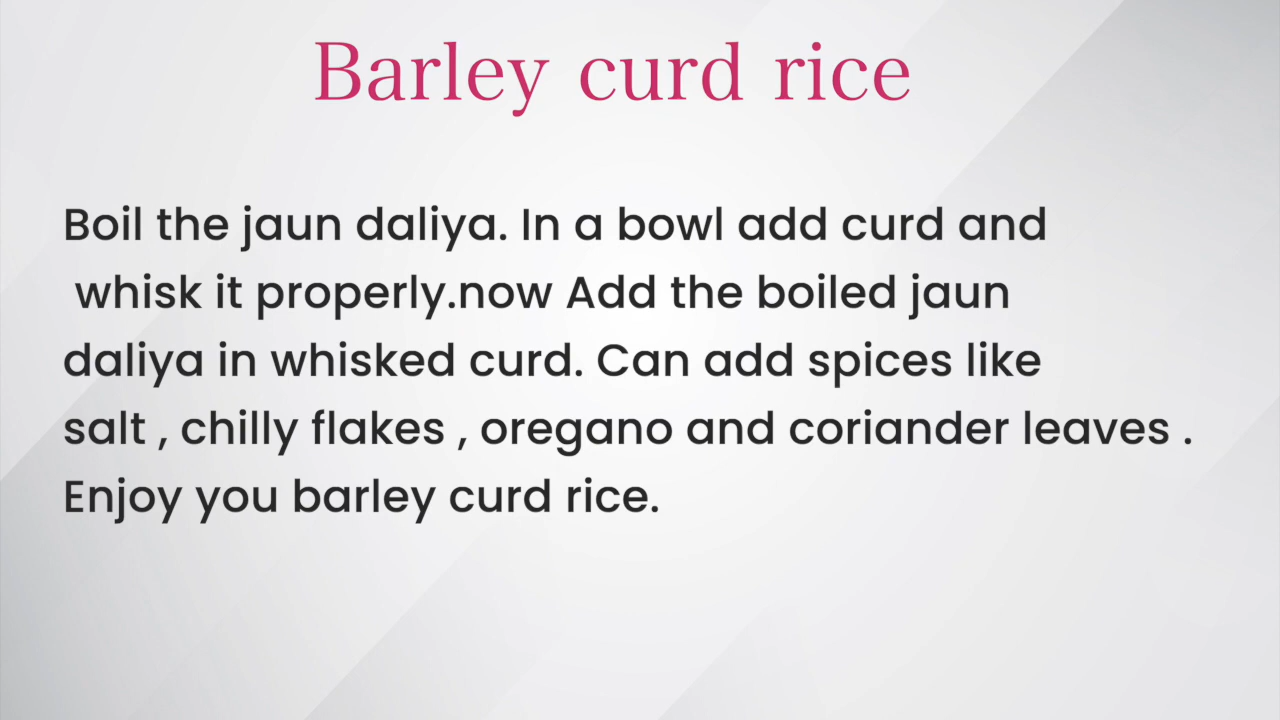 Barley curd rice
Boil the jaun daliya. In a bowl add curd and
whisk it properly.now Add the boiled jaun
daliya in whisked curd. Can add spices like
salt , chilly flakes , oregano and coriander leaves .
Enjoy you barley curd rice.